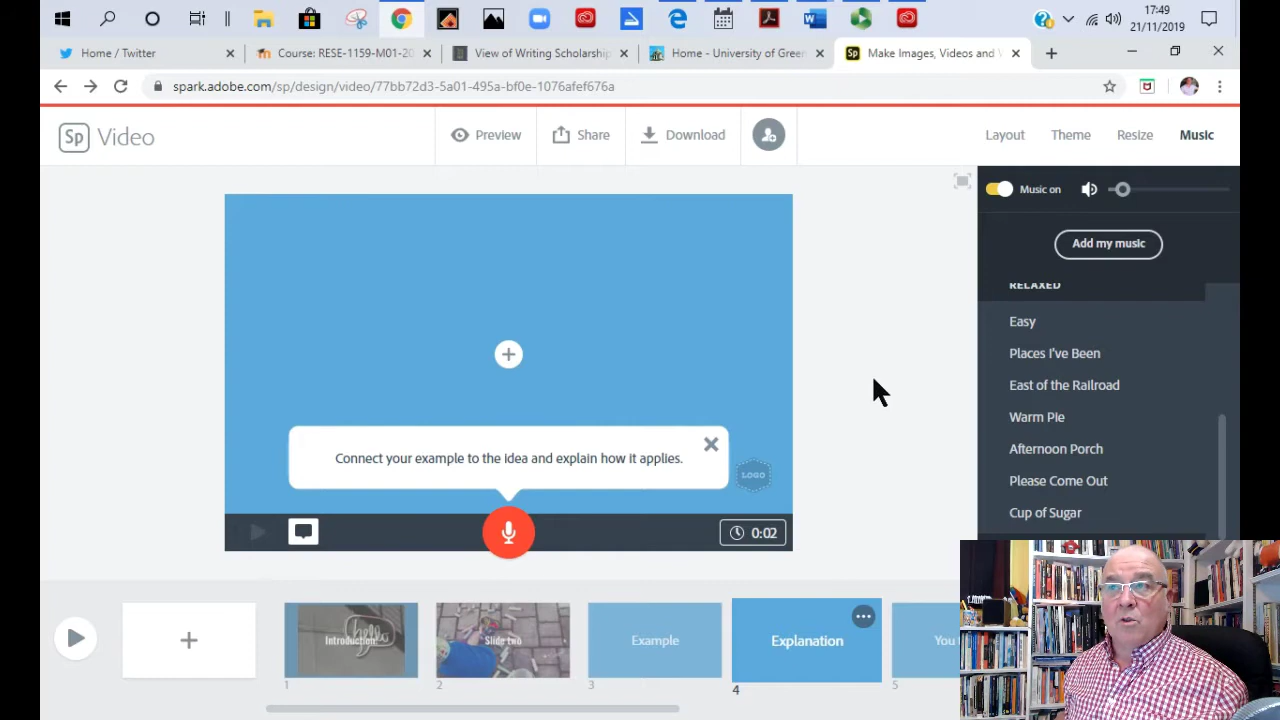 17:49
21/11/2019
Home / Twitter
Course: RESE-1159-M01-20
View of Writing Scholarship
Home - University of Green
Sp
Make Images, Videos and
spark.adobe.com/sp/design/video/77bb72d3-5a01-495a-bf0e-1076afef676a
Sp Video
Preview
Share
Download
Layout
Theme
Resize
Music
Music on
Add my music
RELAXED
Easy
Places I've Been
East of the Railroad
Warm Pie
Afternoon Porch
Please Come Out
Cup of Sugar
Connect your example to the idea and explain how it applies.
LOGO
0:02
Introduction
hello
Slide two
Example
Explanation
You
1
2
3
4
5